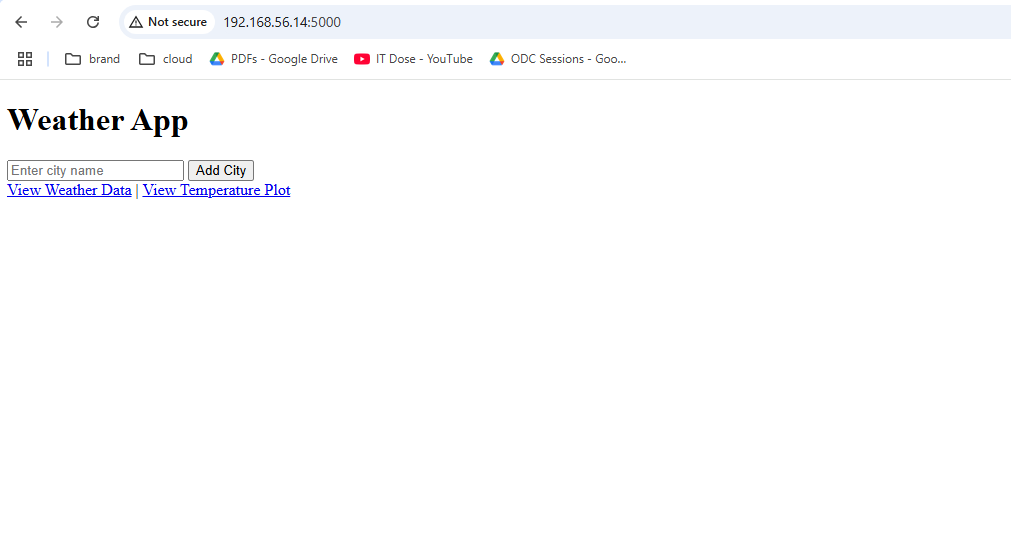 Not secure 192.168.56.14:5000
brand cloud PDFs - Google Drive IT Dose - YouTube ODC Sessions - Goo...
Weather App
Enter city name Add City
View Weather Data | View Temperature Plot